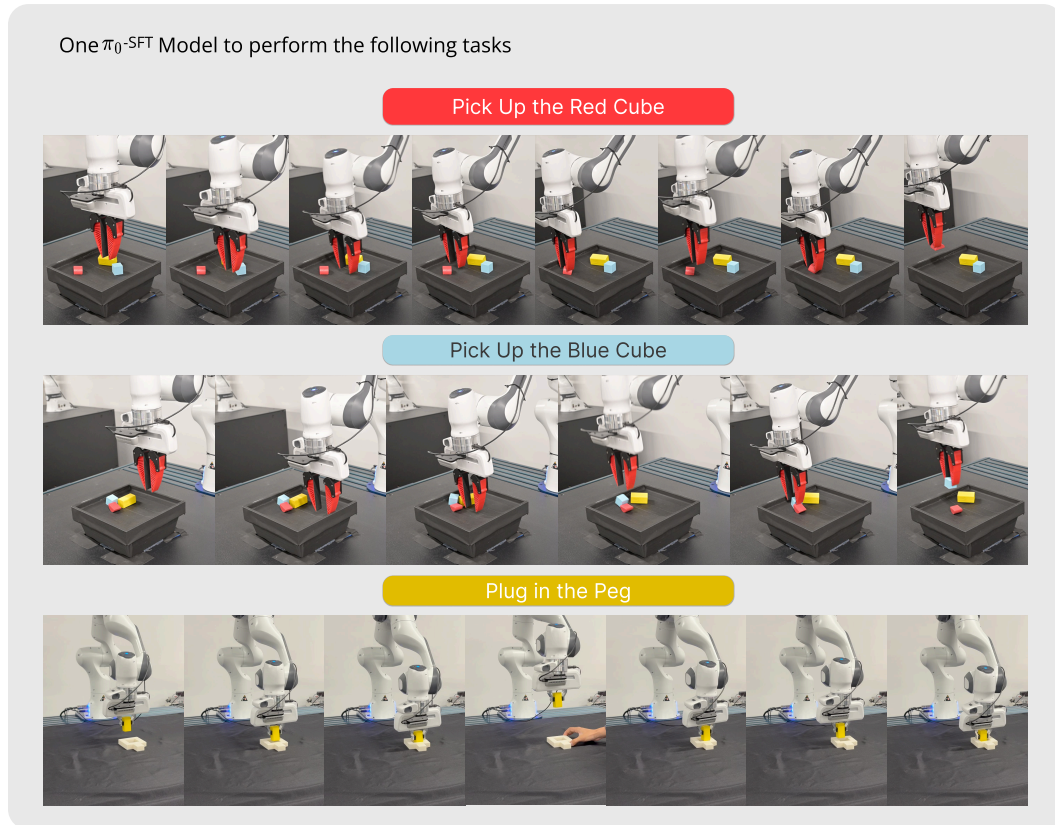 One π₀-SFT Model to perform the following tasks
Pick Up the Red Cube
Pick Up the Blue Cube
Plug in the Peg